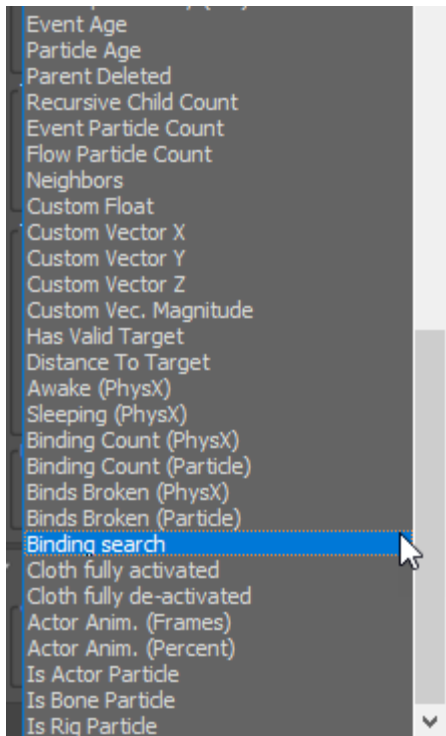 Event Age
Particle Age
Parent Deleted
Recursive Child Count
Event Particle Count
Flow Particle Count
Neighbors
Custom Float
Custom Vector X
Custom Vector Y
Custom Vector Z
Custom Vec. Magnitude
Has Valid Target
Distance To Target
Awake (PhysX)
Sleeping (PhysX)
Binding Count (PhysX)
Binding Count (Particle)
Binds Broken (PhysX)
Binds Broken (Particle)
Binding search
Cloth fully activated
Cloth fully de-activated
Actor Anim. (Frames)
Actor Anim. (Percent)
Is Actor Particle
Is Bone Particle
Is Rig Particle